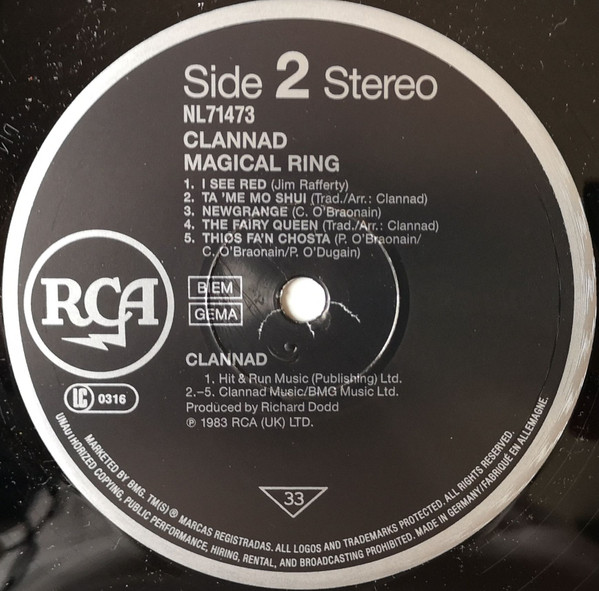 Side 2 Stereo
NL71473
CLANNAD
MAGICAL RING
1. I SEE RED (Jim Rafferty)
2. TA 'ME MO SHUI (Trad./Arr.: Clannad)
3. NEWGRANGE (C. O'Braonain)
4. THE FAIRY QUEEN (Trad./Arr.: Clannad)
5. THIOS FA'N CHOSTA (P. O'Braonain/
C. O'Braonain/P. O'Dugain)
RCA
BIEM
GEMA
CLANNAD
1. Hit & Run Music (Publishing) Ltd.
2.–5. Clannad Music/BMG Music Ltd.
Produced by Richard Dodd
℗ 1983 RCA (UK) LTD.
LC 0316
33
MARKETED BY BMG. TM(S) ® MARCAS REGISTRADAS. ALL LOGOS AND TRADEMARKS PROTECTED. ALL RIGHTS RESERVED.
UNAUTHORIZED COPYING, PUBLIC PERFORMANCE, HIRING, RENTAL, AND BROADCASTING PROHIBITED. MADE IN GERMANY/FABRIQUÉ EN ALLEMAGNE.